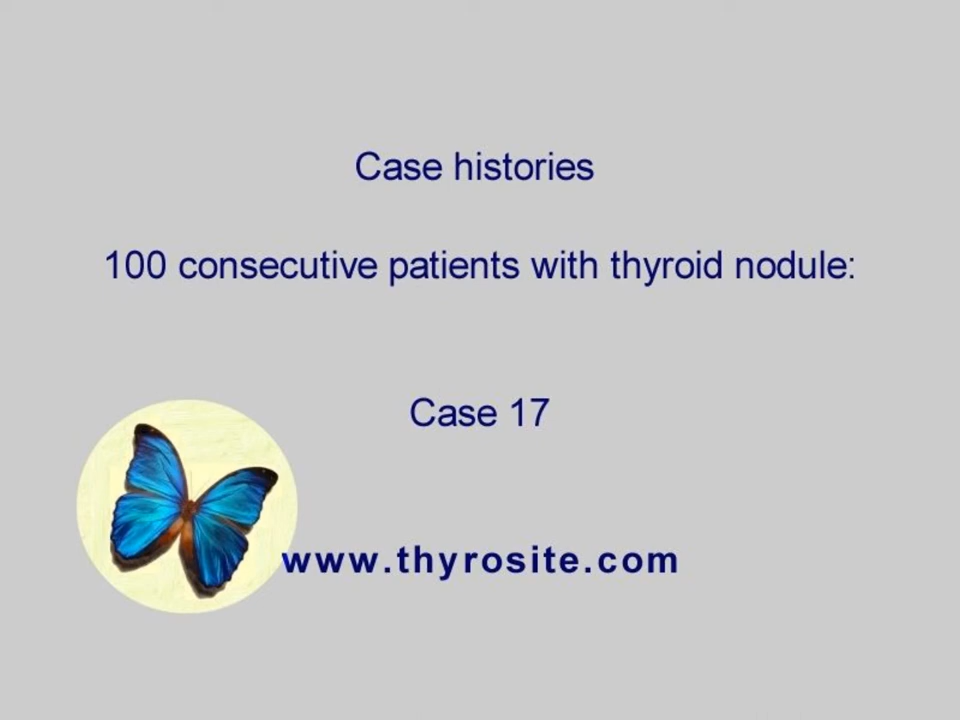 Case histories
100 consecutive patients with thyroid nodule:
Case 17
www.thyrosite.com